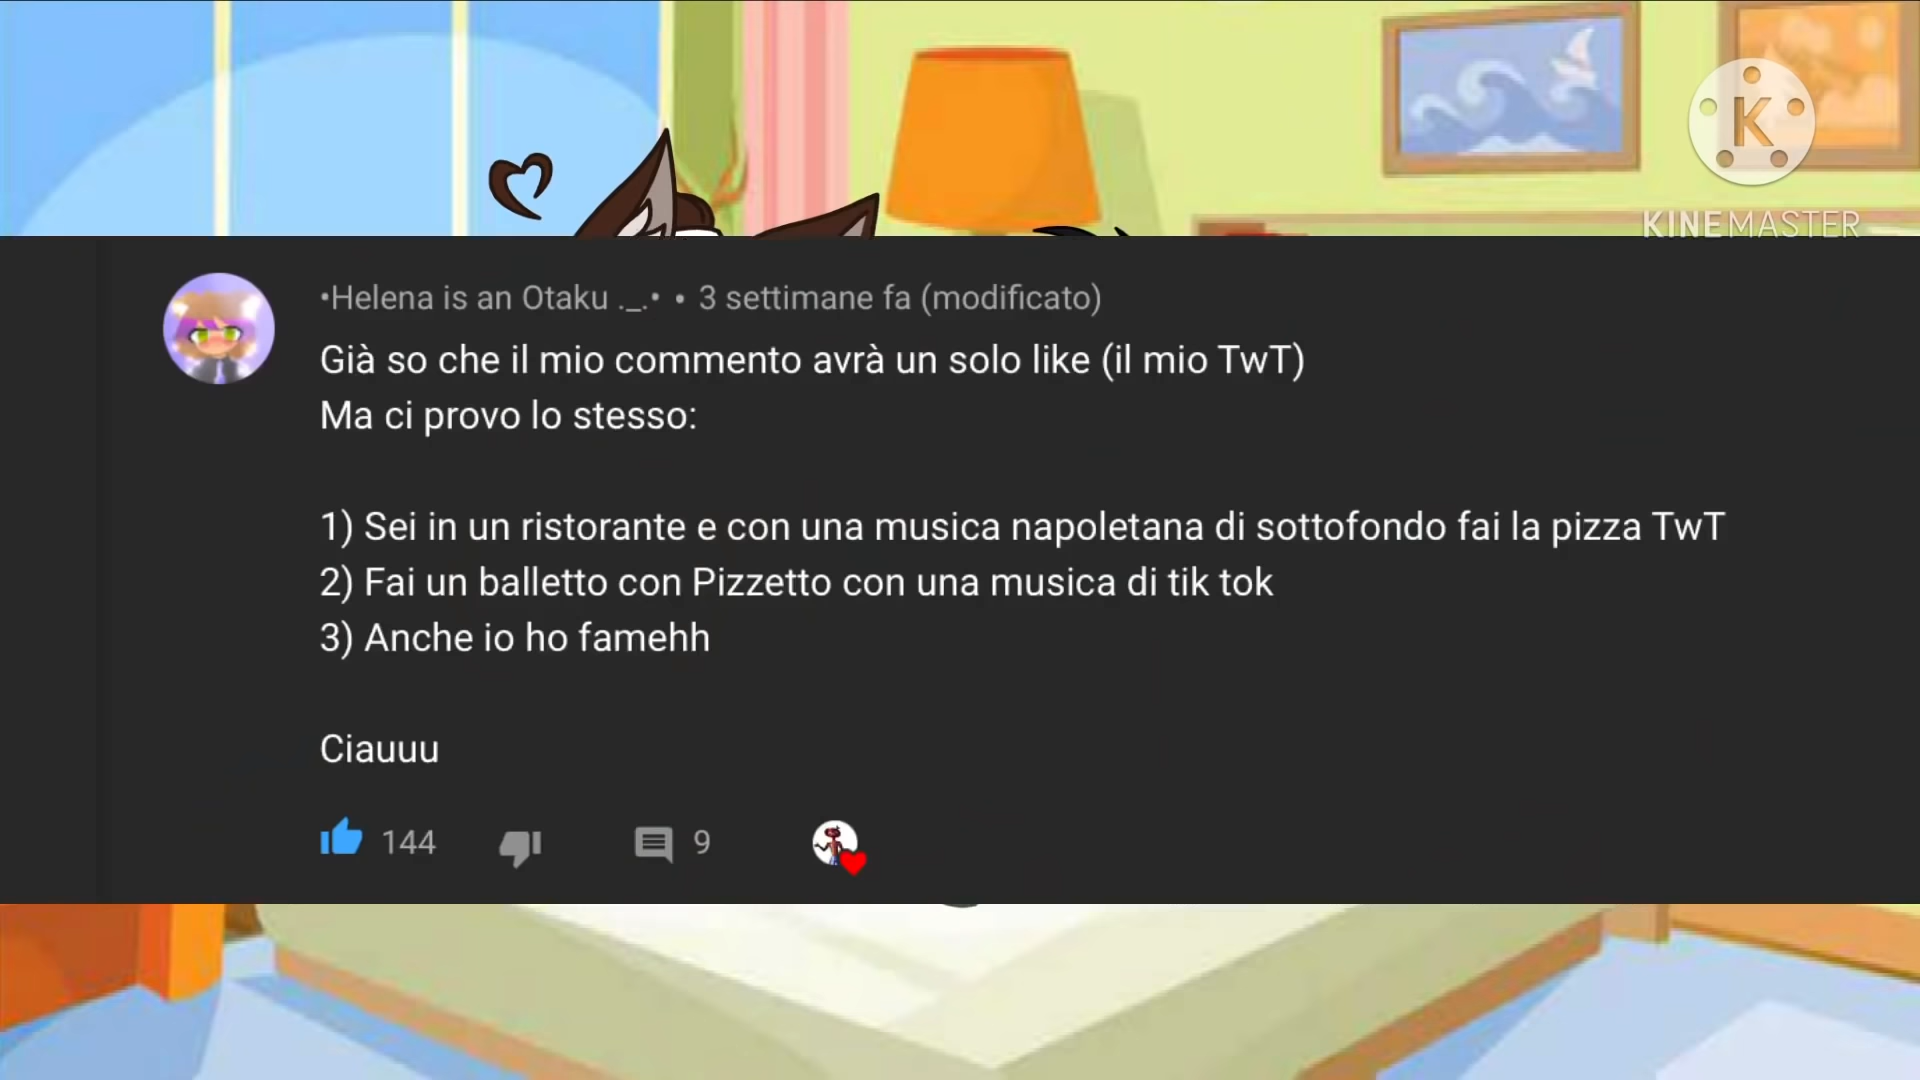 K
KINEMASTER
•Helena is an Otaku ._.• • 3 settimane fa (modificato)
Già so che il mio commento avrà un solo like (il mio TwT)
Ma ci provo lo stesso:
1) Sei in un ristorante e con una musica napoletana di sottofondo fai la pizza TwT
2) Fai un balletto con Pizzetto con una musica di tik tok
3) Anche io ho famehh
Ciauuu
144 9